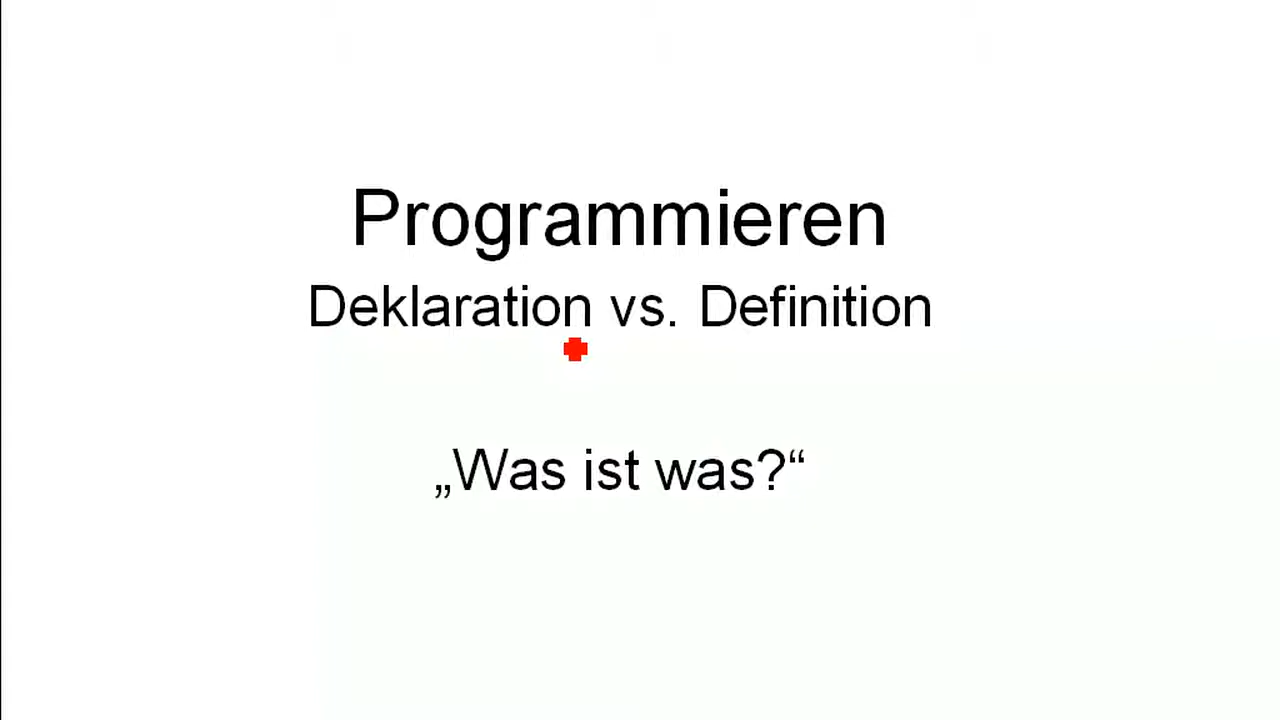 Programmieren
Deklaration vs. Definition
„Was ist was?“